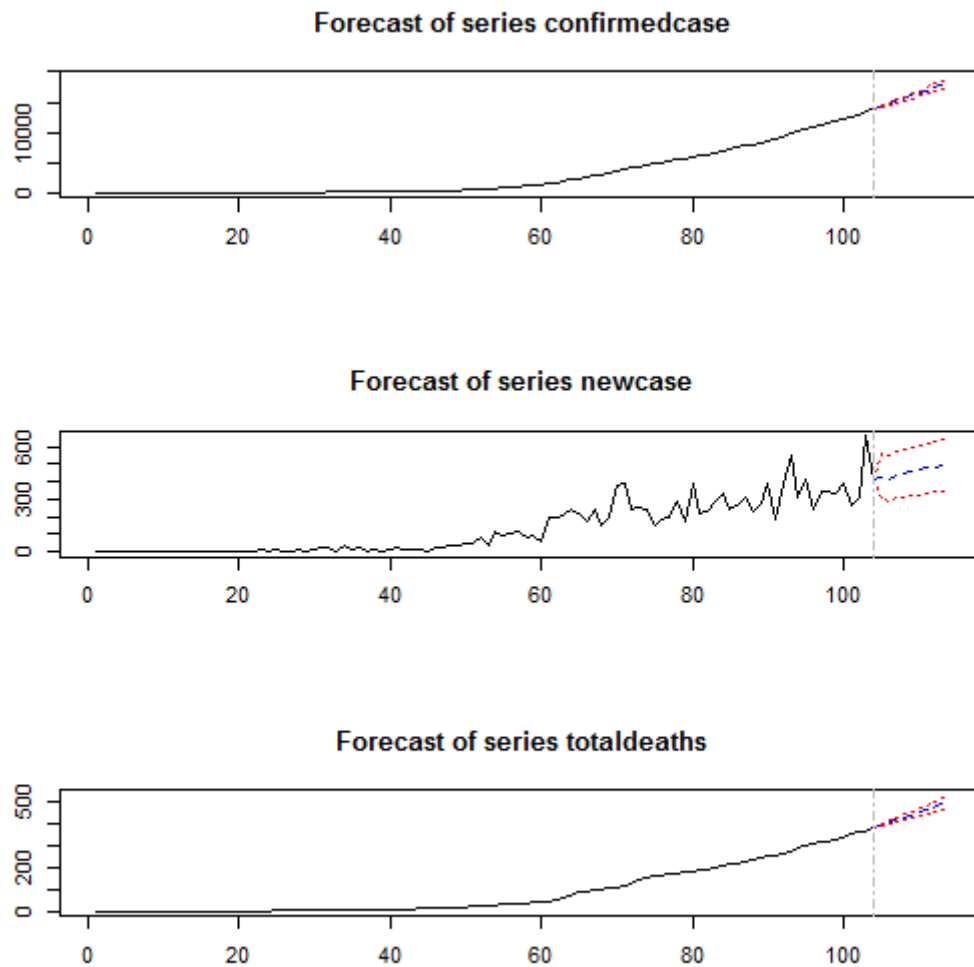 Forecast of series confirmedcase
10000
0
0 20 40 60 80 100
Forecast of series newcase
600
300
0
0 20 40 60 80 100
Forecast of series totaldeaths
500
200
0
0 20 40 60 80 100